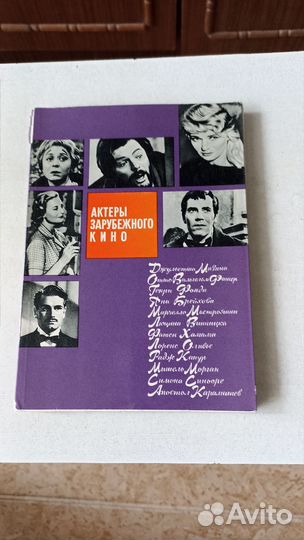 АКТЕРЫ
ЗАРУБЕЖНОГО
КИНО
Джульетта Мазина
Отто-Вильгельм Фишер
Генри Фонда
Яна Брейхова
Марчелло Мастроянни
Люцина Винницка
Фатен Хамама
Лоренс Оливье
Радж Капур
Мишель Морган
Симона Синьоре
Апостол Карамитев
Avito